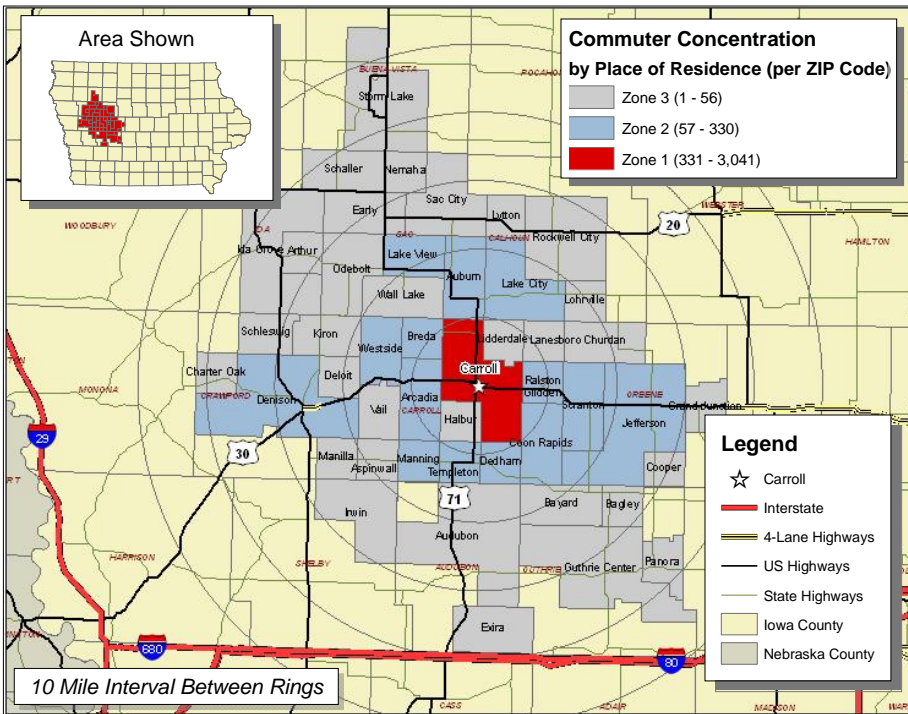 Area Shown
Commuter Concentration
by Place of Residence (per ZIP Code)
Zone 3 (1 - 56)
Zone 2 (57 - 330)
Zone 1 (331 - 3,041)
BUENA VISTA
Storm Lake
Schaller
Nemaha
Early
Sac City
Lytton
WEBSTER
WOODBURY
IDA
SAC
CALHOUN
Rockwell City
20
HAMILTON
Ida Grove
Arthur
Lake View
Odebolt
Auburn
Lake City
Wall Lake
Lohrville
Schleswig
Kiron
Westside
Breda
Lidderdale
Lanesboro
Churdan
Charter Oak
Deloit
Carroll
MONONA
CRAWFORD
Denison
Vail
Arcadia
CARROLL
Ralston
Glidden
Scranton
GREENE
Grand Junction
Halbur
Jefferson
29
30
Manilla
Aspinwall
Manning
Templeton
Dedham
Coon Rapids
Cooper
71
Irwin
Bayard
Bagley
Audubon
HARRISON
SHELBY
AUDUBON
GUTHRIE
Guthrie Center
Panora
Exira
680
80
CASS
ADAIR
MADISON
Legend
Carroll
Interstate
4-Lane Highways
US Highways
State Highways
Iowa County
Nebraska County
10 Mile Interval Between Rings